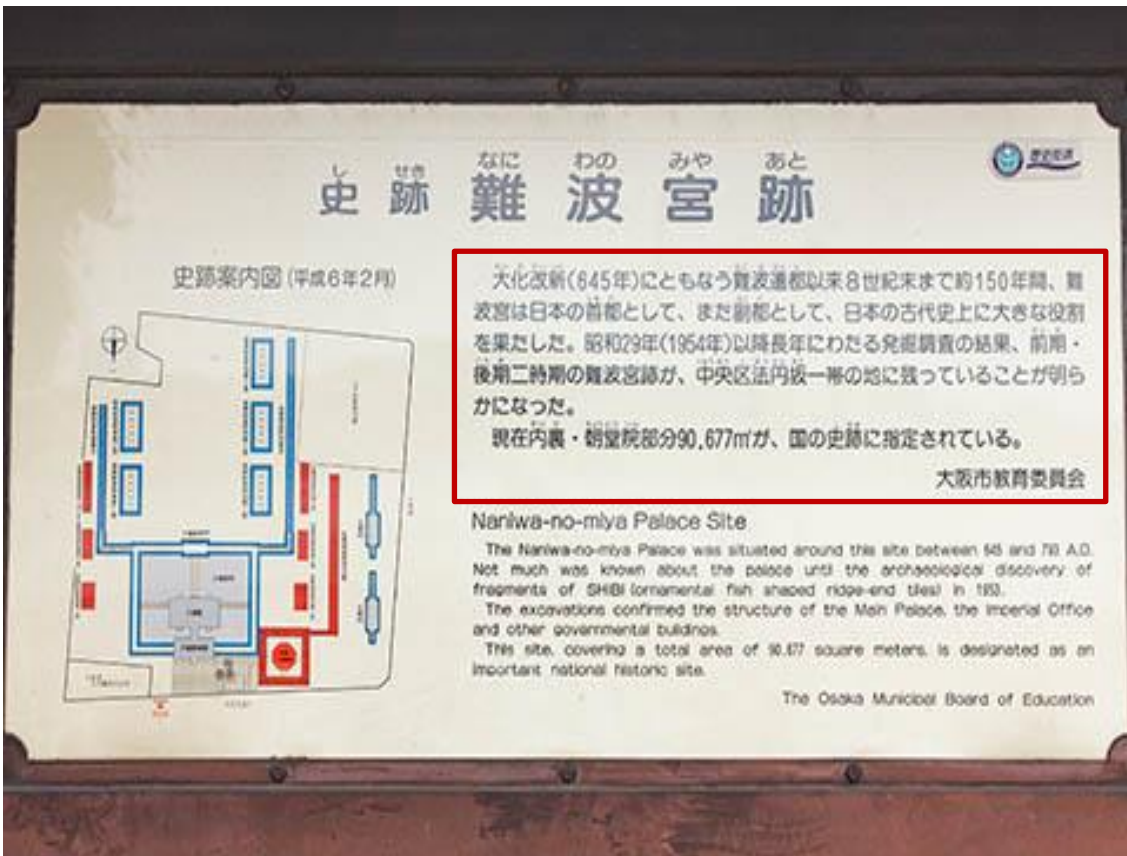 し せき なに わの みや あと
史跡 難波宮跡
史跡案内図(平成6年2月)
大化改新(645年)にともなう難波遷都以来8世紀末まで約150年間、難
波宮は日本の首都として、また副都として、日本の古代史上に大きな役割
を果たした。昭和29年(1954年)以降長年にわたる発掘調査の結果、前期・
後期二時期の難波宮跡が、中央区法円坂一帯の地に残っていることが明ら
かになった。
現在内裏・朝堂院部分90,677㎡が、国の史跡に指定されている。
大阪市教育委員会
Naniwa-no-miya Palace Site
The Naniwa-no-miya Palace was situated around this site between 645 and A.D.
Not much was known about the palace until the archaeological discovery of
fragments of SHIBI (ornamental fish shaped ridge-end tiles) in
The excavations confirmed the structure of the Main Palace, the Imperial Office
and other governmental buildings.
This site, covering a total area of 90,677 square meters, is designated as an
important national historic site.
The Osaka Municipal Board of Education